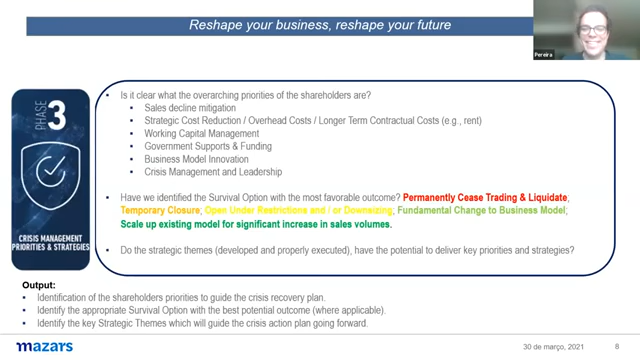 Reshape your business, reshape your future
Pereira
PHASE 3
CRISIS MANAGEMENT
PRIORITIES & STRATEGIES
• Is it clear what the overarching priorities of the shareholders are?
• Sales decline mitigation
• Strategic Cost Reduction / Overhead Costs / Longer Term Contractual Costs (e.g., rent)
• Working Capital Management
• Government Supports & Funding
• Business Model Innovation
• Crisis Management and Leadership
• Have we identified the Survival Option with the most favorable outcome? Permanently Cease Trading & Liquidate;
Temporary Closure; Open Under Restrictions and / or Downsizing; Fundamental Change to Business Model;
Scale up existing model for significant increase in sales volumes.
• Do the strategic themes (developed and properly executed), have the potential to deliver key priorities and strategies?
Output:
• Identification of the shareholders priorities to guide the crisis recovery plan.
• Identify the appropriate Survival Option with the best potential outcome (where applicable).
• Identify the key Strategic Themes which will guide the crisis action plan going forward.
mazars
30 de março, 2021
8